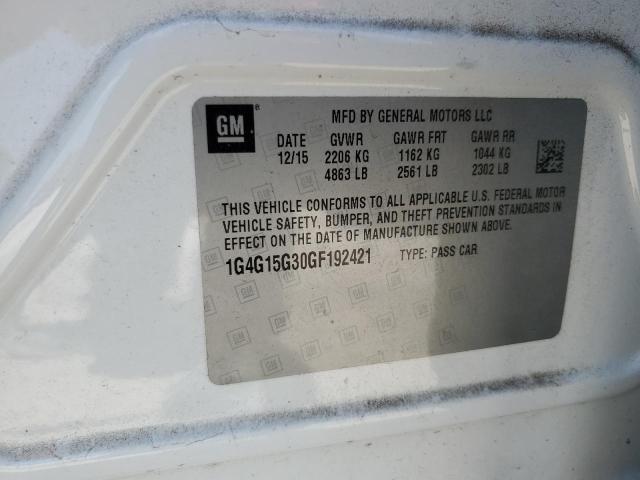 GM
MFD BY GENERAL MOTORS LLC
DATE GVWR GAWR FRT GAWR RR
12/15 2206 KG 1162 KG 1044 KG
4863 LB 2561 LB 2302 LB
THIS VEHICLE CONFORMS TO ALL APPLICABLE U.S. FEDERAL MOTOR
VEHICLE SAFETY, BUMPER, AND THEFT PREVENTION STANDARDS IN
EFFECT ON THE DATE OF MANUFACTURE SHOWN ABOVE.
1G4G15G30GF192421 TYPE: PASS CAR